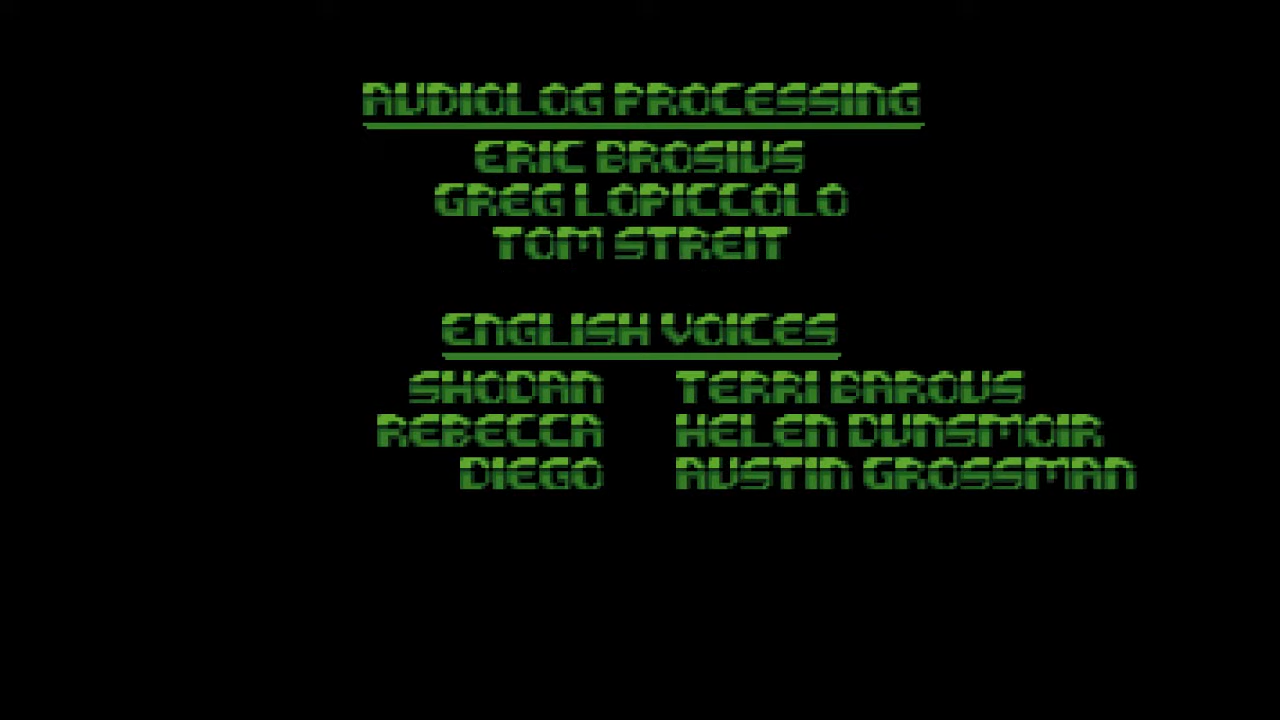 AUDIOLOG PROCESSING
ERIC BROSIUS
GREG LOPICCOLO
TOM STREIT
ENGLISH VOICES
SHODAN TERRI BAROUS
REBECCA HELEN DUNSMOIR
DIEGO AUSTIN GROSSMAN